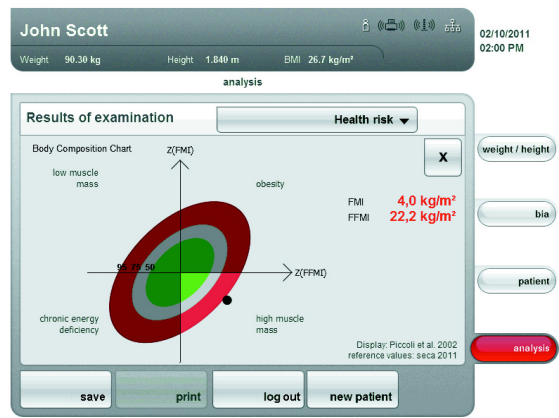 John Scott
02/10/2011
02:00 PM
Weight 90.30 kg Height 1.840 m BMI 26.7 kg/m²
analysis
Results of examination
Health risk
Body Composition Chart
Z(FMI)
X
weight / height
low muscle
mass
obesity
FMI 4,0 kg/m²
FFMI 22,2 kg/m²
bia
95 75 50
Z(FFMI)
patient
chronic energy
deficiency
high muscle
mass
Display: Piccoli et al. 2002
reference values: seca 2011
analysis
save
print
log out
new patient